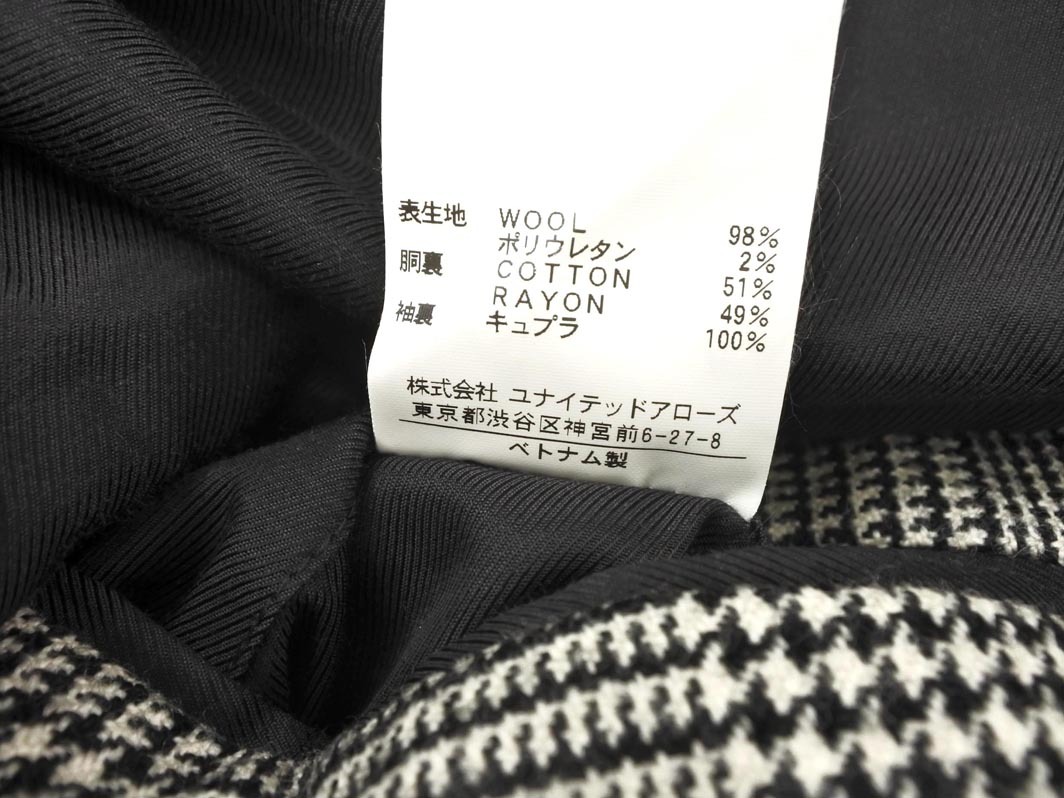 表生地 WOOL 98%
ポリウレタン 2%
胴裏 COTTON 51%
RAYON 49%
袖裏 キュプラ 100%
株式会社 ユナイテッドアローズ
東京都渋谷区神宮前6-27-8
ベトナム製